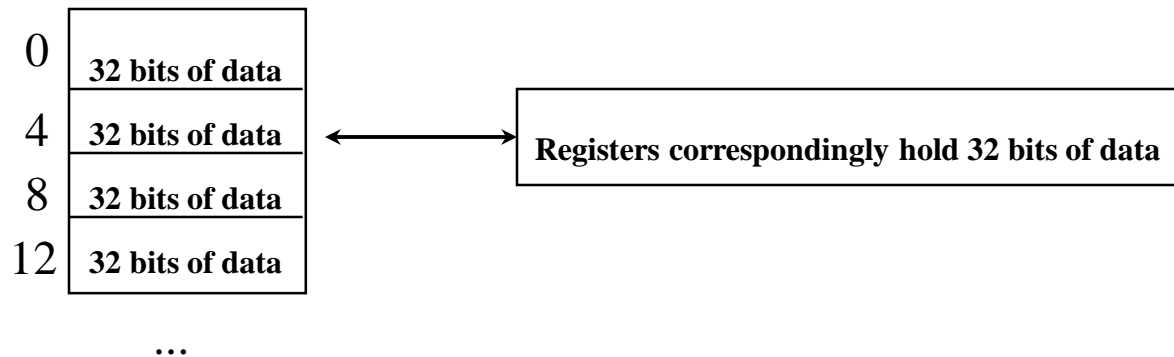 0 32 bits of data
4 32 bits of data
8 32 bits of data
12 32 bits of data
...
Registers correspondingly hold 32 bits of data